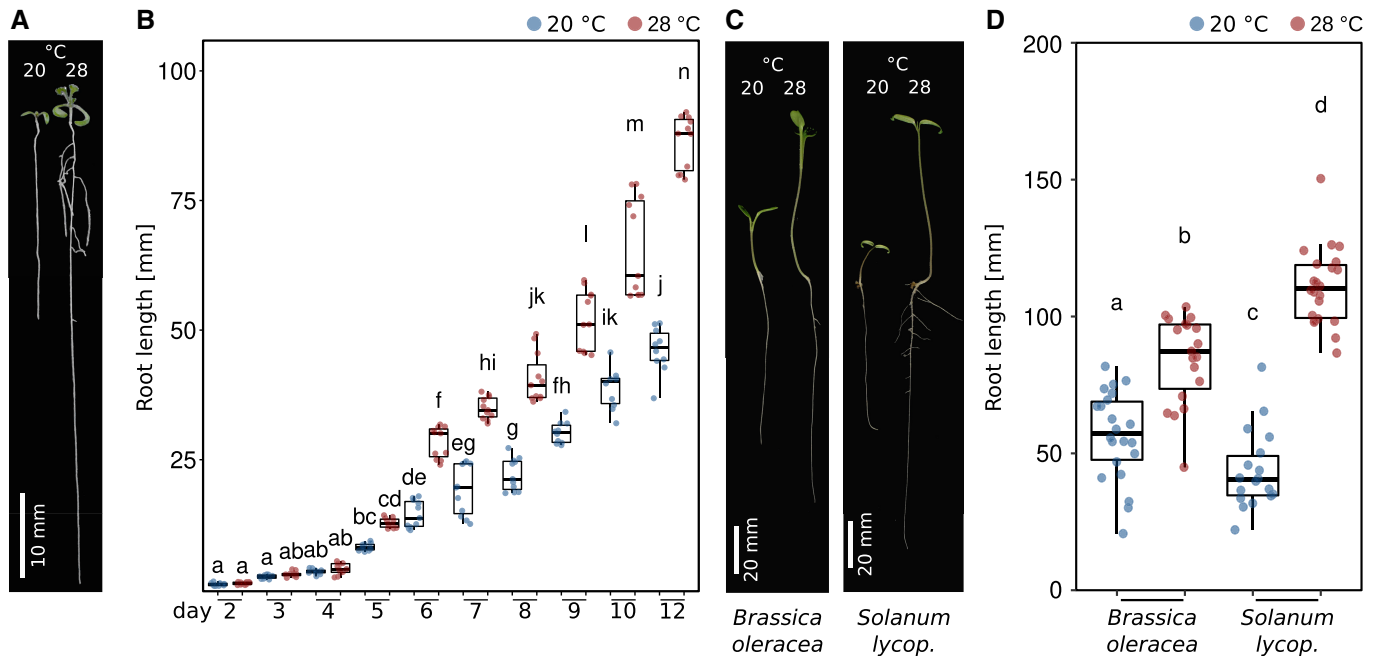 A
°C
20 28
10 mm
B
20 °C 28 °C
Root length [mm]
100
75
50
25
a a a ab ab ab bc cd de f eg hi g jk fh l ik m j n
day 2 3 4 5 6 7 8 9 10 12
C
°C
20 28
20 mm
Brassica
oleracea
°C
20 28
20 mm
Solanum
lycop.
D
20 °C 28 °C
Root length [mm]
200
150
100
50
0
a b c d
Brassica
oleracea
Solanum
lycop.